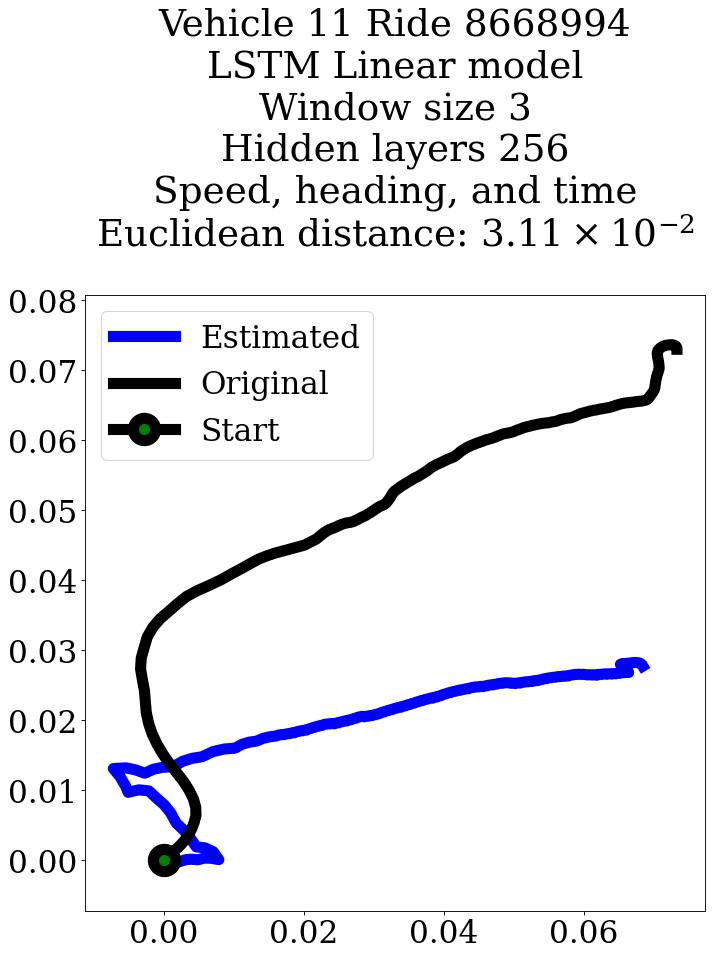 Vehicle 11 Ride 8668994
LSTM Linear model
Window size 3
Hidden layers 256
Speed, heading, and time
Euclidean distance: 3.11 × 10⁻²
0.08
0.07
0.06
0.05
0.04
0.03
0.02
0.01
0.00
Estimated
Original
Start
0.00 0.02 0.04 0.06